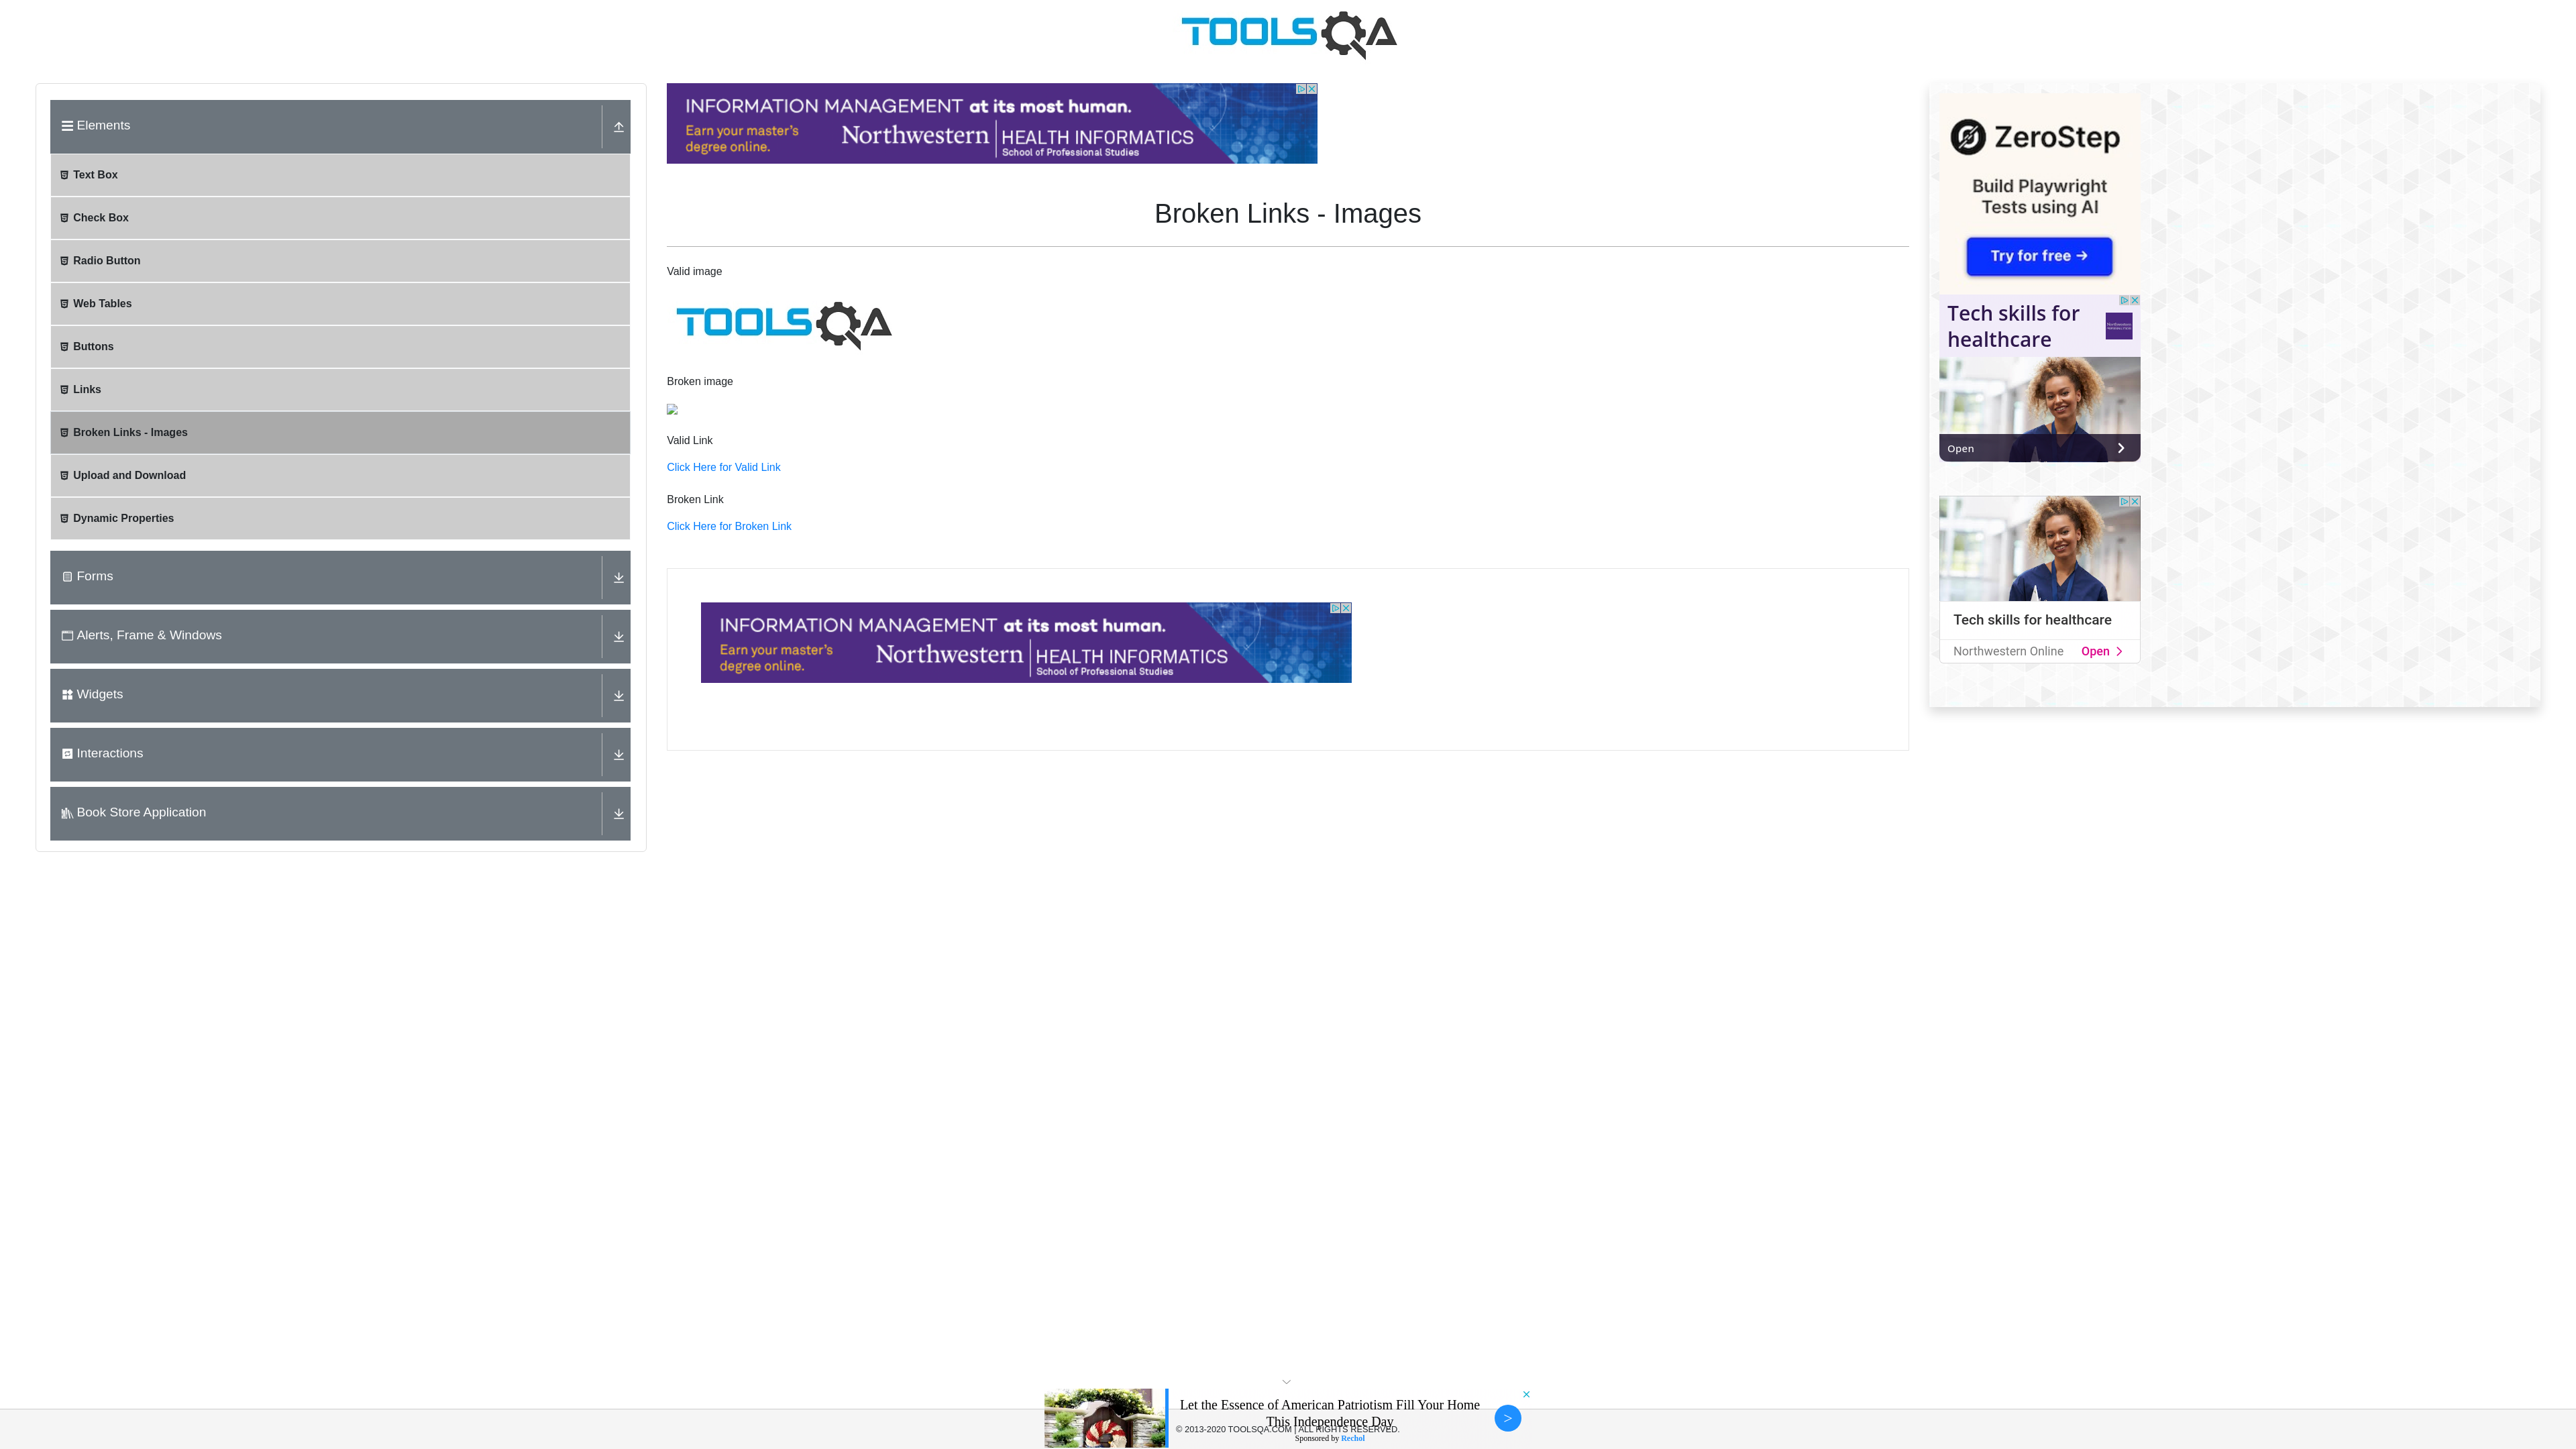 TOOLSQA
Elements
Text Box
Check Box
Radio Button
Web Tables
Buttons
Links
Broken Links - Images
Upload and Download
Dynamic Properties
Forms
Alerts, Frame & Windows
Widgets
Interactions
Book Store Application
INFORMATION MANAGEMENT at its most human.
Earn your master's
degree online.
Northwestern
HEALTH INFORMATICS
School of Professional Studies
Broken Links - Images
Valid image
TOOLSQA
Broken image
Valid Link
Click Here for Valid Link
Broken Link
Click Here for Broken Link
INFORMATION MANAGEMENT at its most human.
Earn your master's
degree online.
Northwestern
HEALTH INFORMATICS
School of Professional Studies
ZeroStep
Build Playwright
Tests using AI
Try for free →
Tech skills for
healthcare
Open
Tech skills for healthcare
Northwestern Online
Open
Let the Essence of American Patriotism Fill Your Home
This Independence Day
© 2013-2020 TOOLSQA.COM | ALL RIGHTS RESERVED.
Sponsored by Rechol